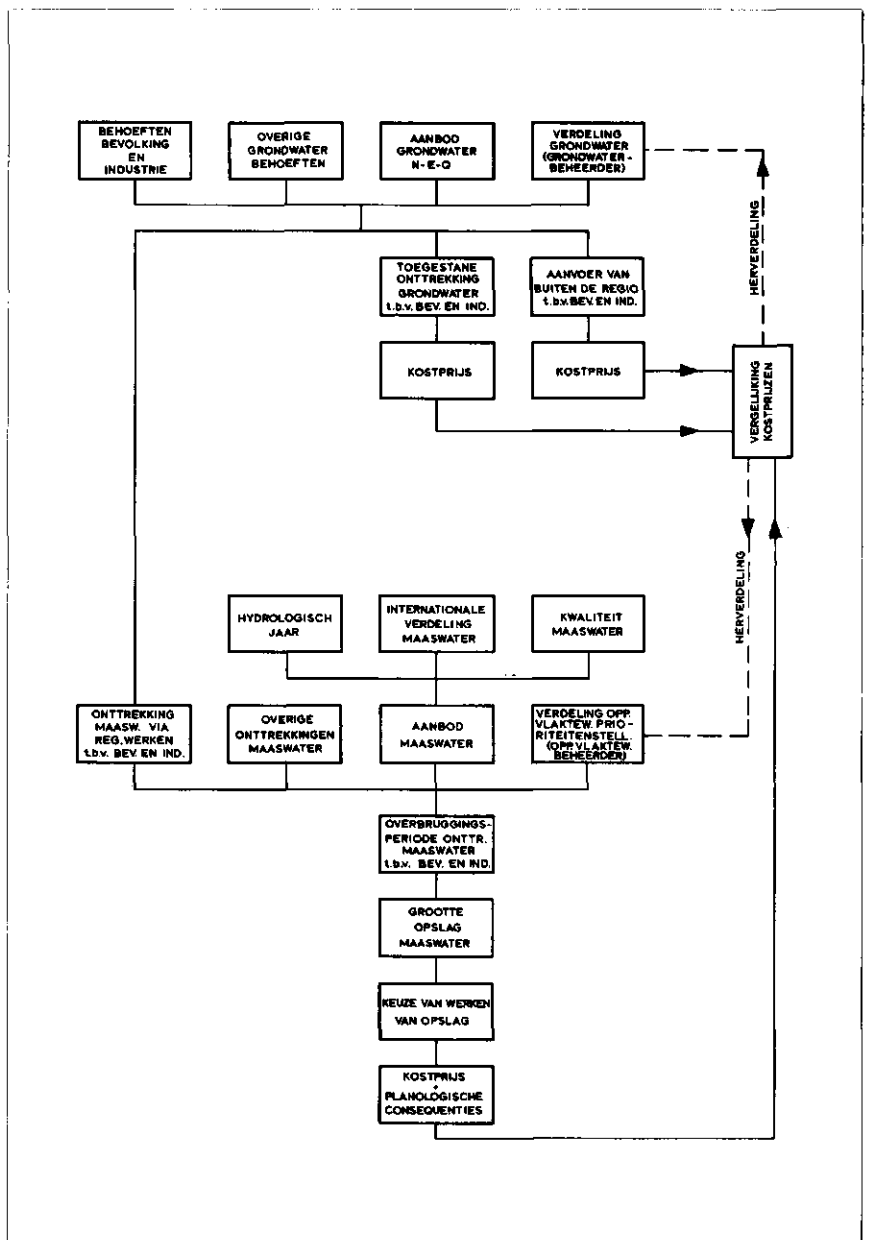 BEHOEFTEN
BEVOLKING
EN
INDUSTRIE
OVERIGE
GRONDWATER
BEHOEFTEN
AANBOD
GRONDWATER
N-E-Q
VERDELING
GRONDWATER
(GRONDWATER-
BEHEERDER)
HERVERDELING
TOEGESTANE
ONTTREKKING
GRONDWATER
t.b.v. BEV. EN IND.
AANVOER VAN
BUITEN DE REGIO
t.b.v. BEV. EN IND.
KOSTPRIJS
KOSTPRIJS
VERGELIJKING
KOSTPRIJZEN
HERVERDELING
HYDROLOGISCH
JAAR
INTERNATIONALE
VERDELING
MAASWATER
KWALITEIT
MAASWATER
ONTTREKKING
MAASW. VIA
REG. WERKEN
t.b.v. BEV. EN IND.
OVERIGE
ONTTREKKINGEN
MAASWATER
AANBOD
MAASWATER
VERDELING OPP.
VLAKTEW. PRIO-
RITEITENSTELL.
(OPP. VLAKTEW.
BEHEERDER)
OVERBRUGGINGS-
PERIODE ONTTR.
MAASWATER
t.b.v. BEV. EN IND.
GROOTTE
OPSLAG
MAASWATER
KEUZE VAN WERKEN
VAN OPSLAG
KOSTPRIJS
+
PLANOLOGISCHE
CONSEQUENTIES